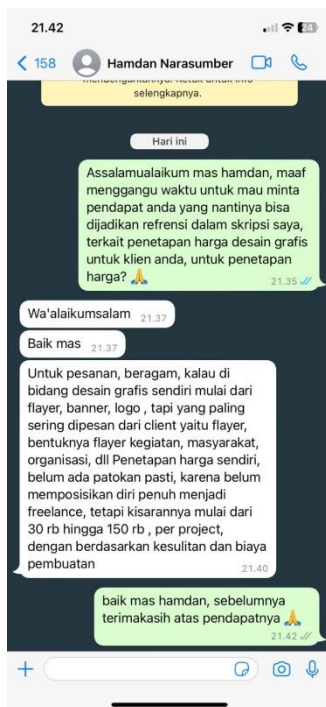 21.42
24
158
Hamdan Narasumber
selengkapnya.
Hari ini
Assalamualaikum mas hamdan, maaf
menggangu waktu untuk mau minta
pendapat anda yang nantinya bisa
dijadikan refrensi dalam skripsi saya,
terkait penetapan harga desain grafis
untuk klien anda, untuk penetapan
harga? 🙏
21.35
Wa'alaikumsalam 21.37
Baik mas 21.37
Untuk pesanan, beragam, kalau di
bidang desain grafis sendiri mulai dari
flayer, banner, logo , tapi yang paling
sering dipesan dari client yaitu flayer,
bentuknya flayer kegiatan, masyarakat,
organisasi, dll Penetapan harga sendiri,
belum ada patokan pasti, karena belum
memposisikan diri penuh menjadi
freelance, tetapi kisarannya mulai dari
30 rb hingga 150 rb , per project,
dengan berdasarkan kesulitan dan biaya
pembuatan
21.40
baik mas hamdan, sebelumnya
terimakasih atas pendapatnya 🙏
21.42